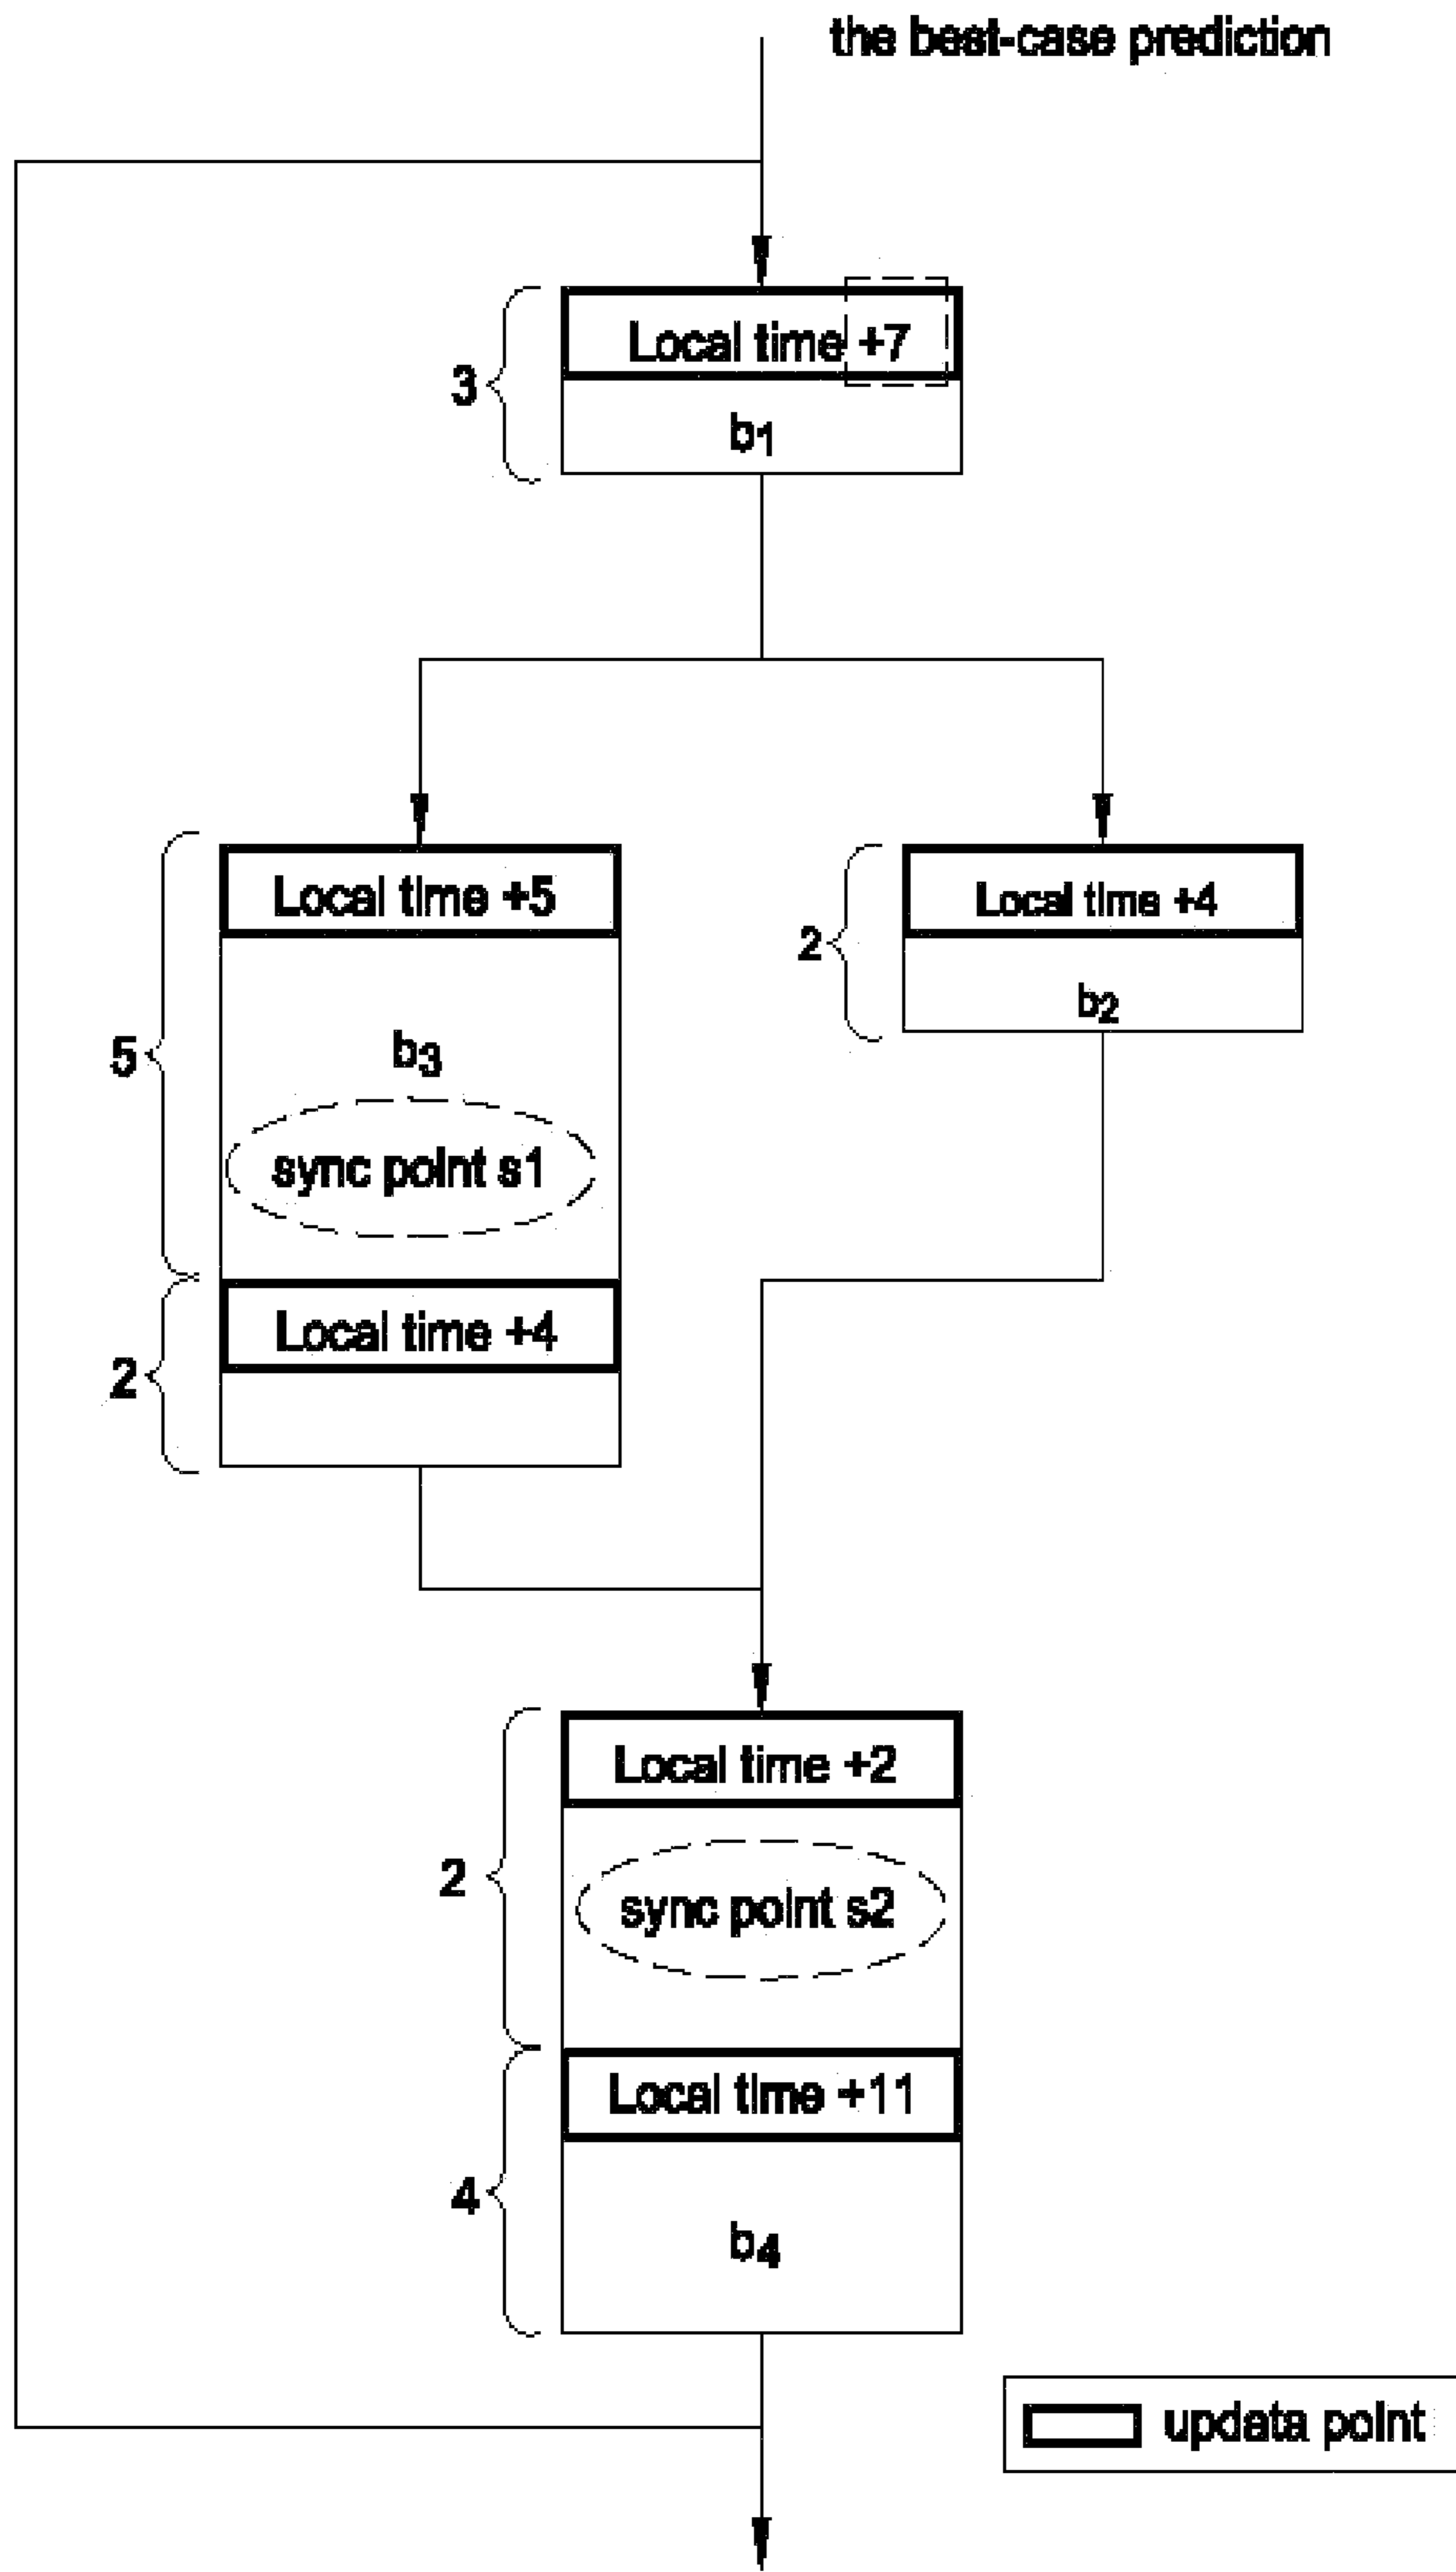 the best-case prediction
Local time +7
3
b1
Local time +5
Local time +4
2
b2
b3
5
sync point s1
Local time +4
2
Local time +2
2
sync point s2
Local time +11
4
b4
updata point